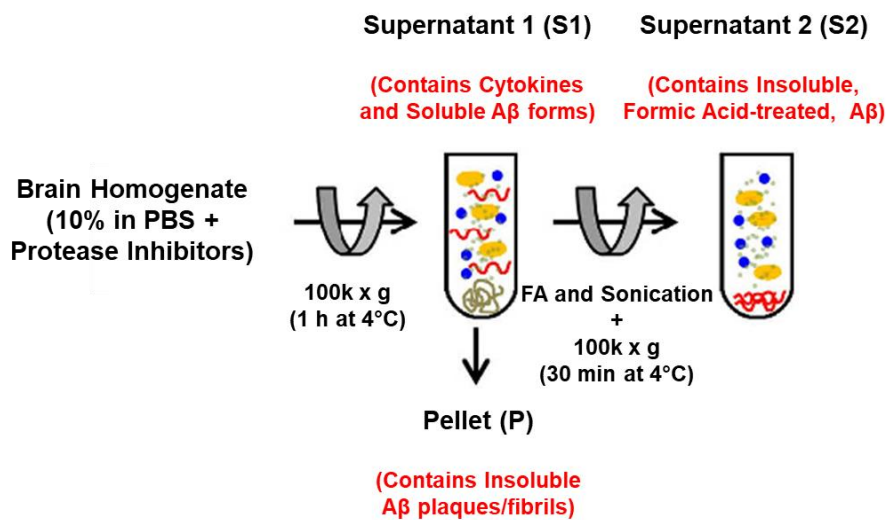 Supernatant 1 (S1)
(Contains Cytokines
and Soluble Aβ forms)
Supernatant 2 (S2)
(Contains Insoluble,
Formic Acid-treated, Aβ)
Brain Homogenate
(10% in PBS +
Protease Inhibitors)
100k x g
(1 h at 4°C)
FA and Sonication
+
100k x g
(30 min at 4°C)
Pellet (P)
(Contains Insoluble
Aβ plaques/fibrils)